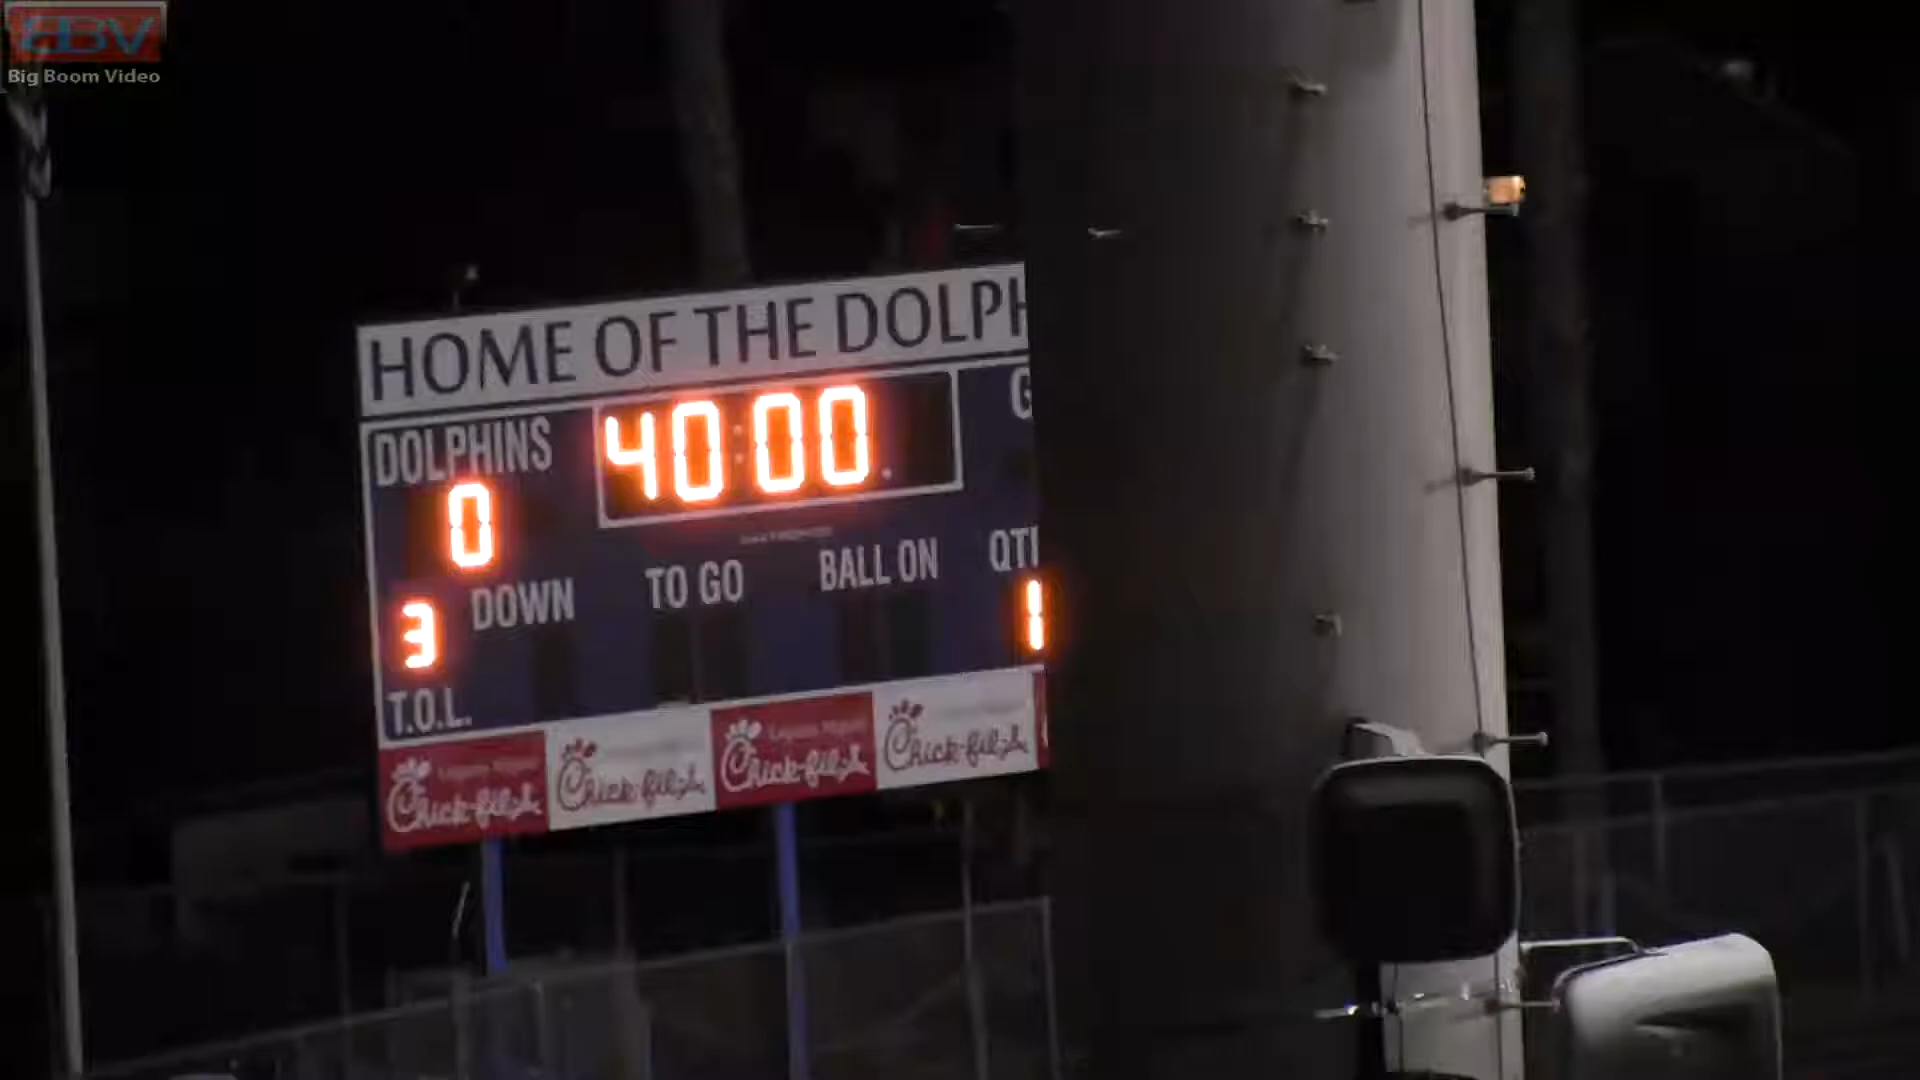 BBV
Big Boom Video
HOME OF THE DOLPH
DOLPHINS
40:00
G
0
DOWN
TO GO
BALL ON
QT
3
1
T.O.L.
Chick-fil-A
Chick-fil-A
Chick-fil-A
Chick-fil-A